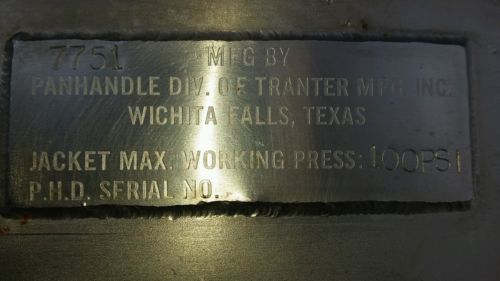 7751 MFG BY
PANHANDLE DIV. OF TRANTER MFG. INC.
WICHITA FALLS, TEXAS
JACKET MAX. WORKING PRESS: 100PSI
P.H.D. SERIAL NO.